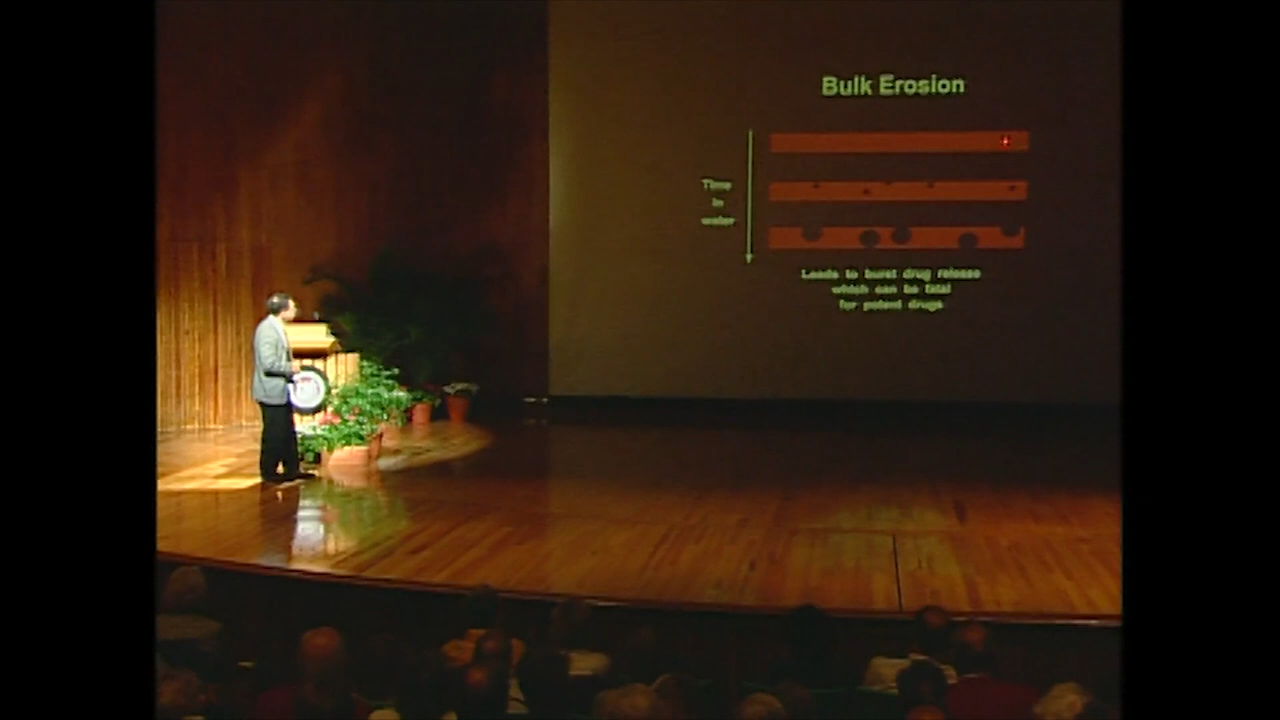 Bulk Erosion
Time
in
water
Leads to burst drug release
which can be fatal
for potent drugs